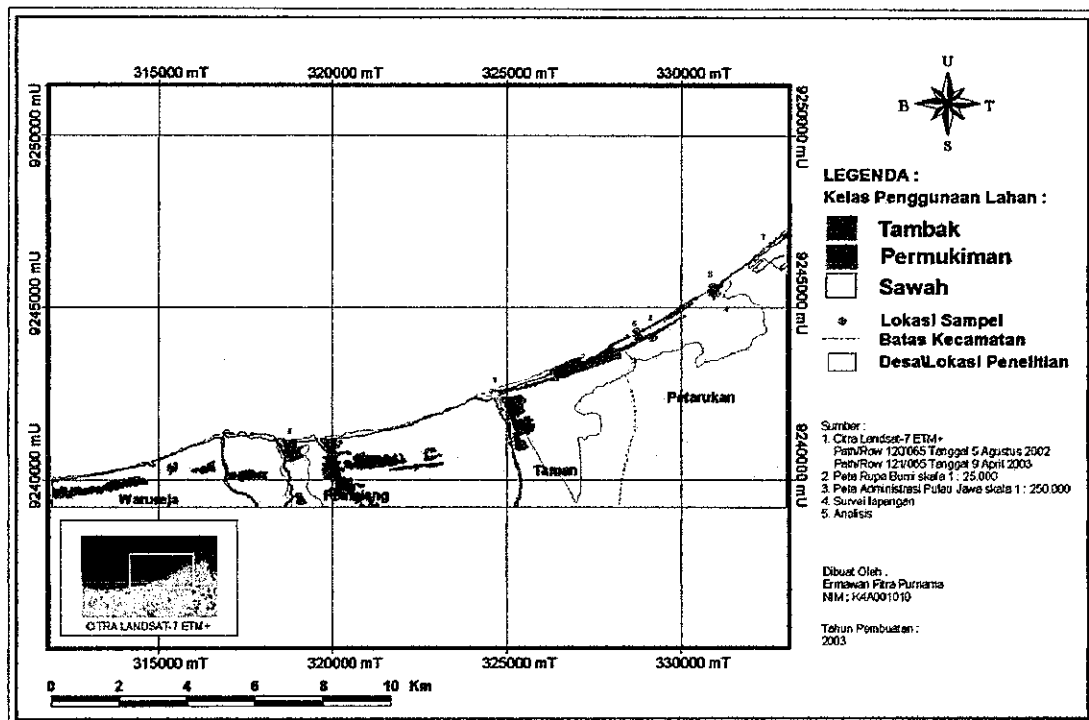 315000 mT 320000 mT 325000 mT 330000 mT
9250000 mU
9245000 mU
9240000 mU
9250000 mU
9245000 mU
9240000 mU
Petarukan
Taman
CITRA LANDSAT-7 ETM+
315000 mT 320000 mT 325000 mT 330000 mT
0 2 4 6 8 10 Km
U
B T
S
LEGENDA :
Kelas Penggunaan Lahan :
Tambak
Permukiman
Sawah
Lokasi Sampel
Batas Kecamatan
Desa/Lokasi Penelitian
Sumber :
1. Citra Landsat-7 ETM+
Path/Row 120/065 Tanggal 5 Agustus 2002
Path/Row 121/065 Tanggal 9 April 2003
2. Peta Rupa Bumi skala 1 : 25.000
3. Peta Administrasi Pulau Jawa skala 1 : 250.000
4. Survei lapangan
5. Analisis
Dibuat Oleh :
Ermawan Fitra Purnama
NIM : K4A001010
Tahun Pembuatan :
2003